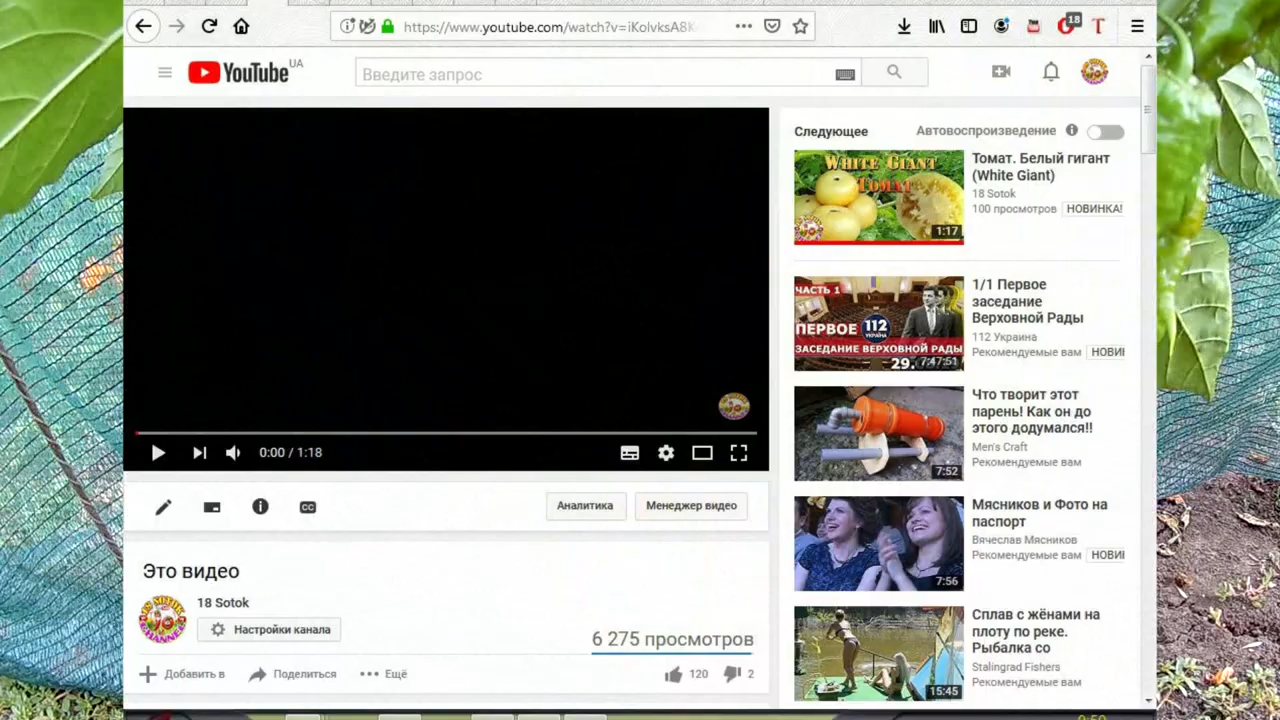 https://www.youtube.com/watch?v=iKolvksA8K
18
YouTube UA
Введите запрос
Следующее
Автовоспроизведение
WHITE GIANT
TOMAT
1:17
Томат. Белый гигант
(White Giant)
18 Sotok
100 просмотров
НОВИНКА!
ЧАСТЬ 1
ПЕРВОЕ
112
УКРАЇНА
ЗАСЕДАНИЕ ВЕРХОВНОЙ РАДЫ
29.
7:47:51
1/1 Первое
заседание
Верховной Рады
112 Украина
Рекомендуемые вам
НОВИ
7:52
Что творит этот
парень! Как он до
этого додумался!!
Men's Craft
Рекомендуемые вам
0:00 / 1:18
7:56
Мясников и Фото на
паспорт
Вячеслав Мясников
Рекомендуемые вам
НОВИ
CC
Аналитика
Менеджер видео
Это видео
18 Sotok
Настройки канала
6 275 просмотров
Добавить в
Поделиться
Ещё
120
2
15:45
Сплав с жёнами на
плоту по реке.
Рыбалка со
Stalingrad Fishers
Рекомендуемые вам